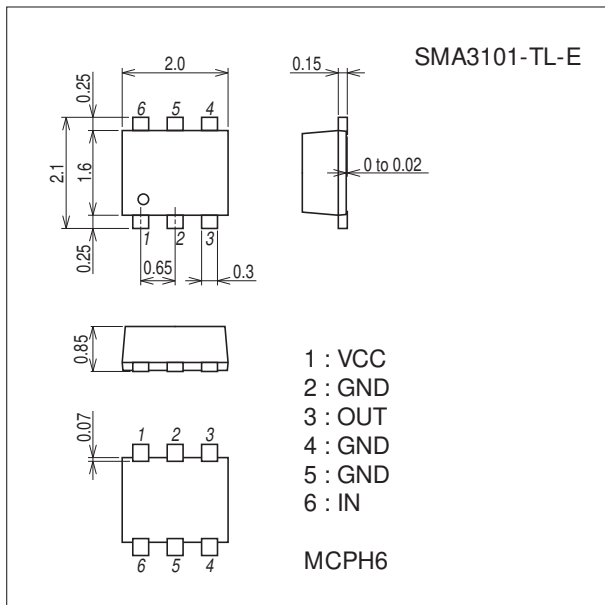 SMA3101-TL-E
2.0
0.15
0.25
6 5 4
2.1
1.6
0 to 0.02
1 2 3
0.25
0.65
0.3
0.85
1 : VCC
2 : GND
3 : OUT
4 : GND
5 : GND
6 : IN
0.07
1 2 3
6 5 4
MCPH6